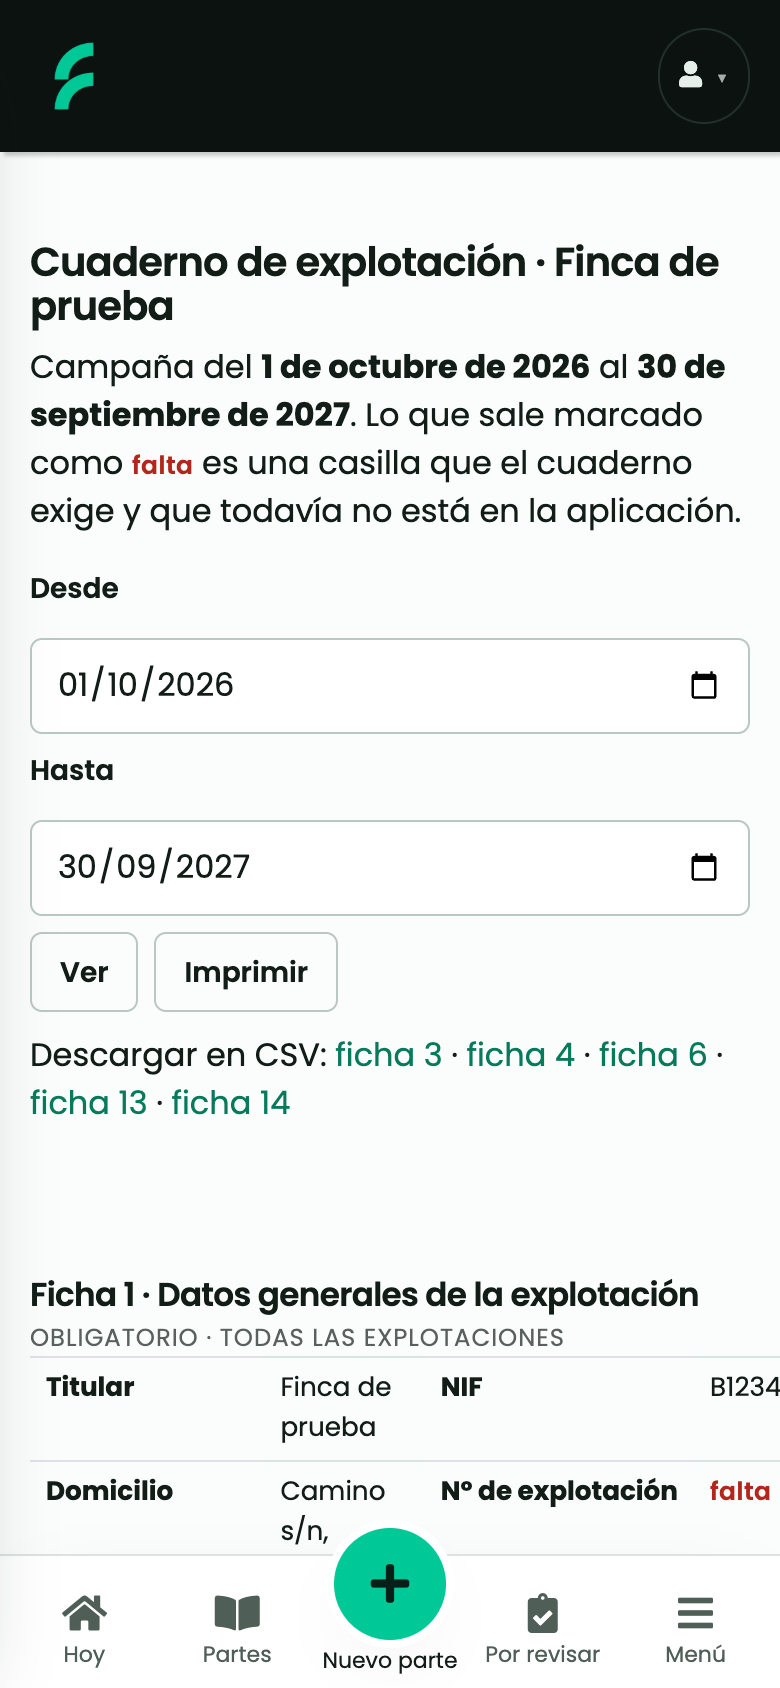 Cuaderno de explotación · Finca de
prueba
Campaña del 1 de octubre de 2026 al 30 de
septiembre de 2027. Lo que sale marcado
como falta es una casilla que el cuaderno
exige y que todavía no está en la aplicación.
Desde
01/10/2026
Hasta
30/09/2027
Ver Imprimir
Descargar en CSV: ficha 3 · ficha 4 · ficha 6 ·
ficha 13 · ficha 14
Ficha 1 · Datos generales de la explotación
OBLIGATORIO · TODAS LAS EXPLOTACIONES
Titular Finca de NIF B1234
prueba
Domicilio Camino Nº de explotación falta
s/n,
Hoy Partes Nuevo parte Por revisar Menú